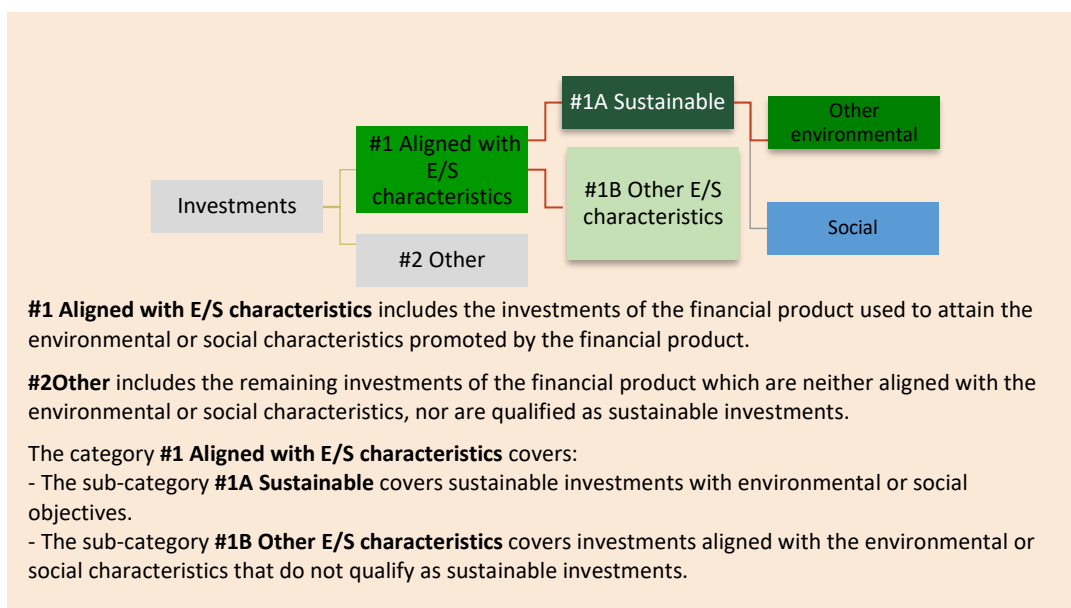 #1A Sustainable
Other
environmental
#1 Aligned with
E/S
characteristics
#1B Other E/S
characteristics
Investments
Social
#2 Other
#1 Aligned with E/S characteristics includes the investments of the financial product used to attain the
environmental or social characteristics promoted by the financial product.
#2Other includes the remaining investments of the financial product which are neither aligned with the
environmental or social characteristics, nor are qualified as sustainable investments.
The category #1 Aligned with E/S characteristics covers:
- The sub-category #1A Sustainable covers sustainable investments with environmental or social
objectives.
- The sub-category #1B Other E/S characteristics covers investments aligned with the environmental or
social characteristics that do not qualify as sustainable investments.